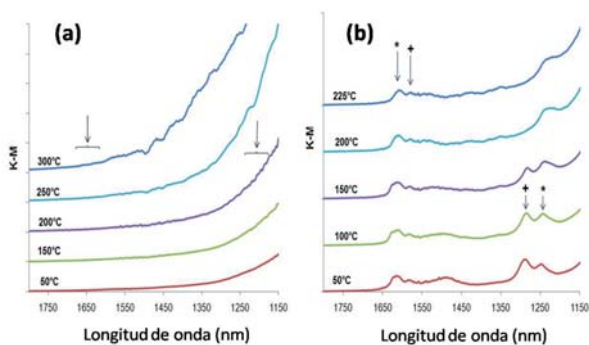 (a)
K-M
300°C
250°C
200°C
150°C
50°C
1750 1650 1550 1450 1350 1250 1150
Longitud de onda (nm)
(b)
* +
K-M
225°C
200°C
150°C
+ *
100°C
50°C
1750 1650 1550 1450 1350 1250 1150
Longitud de onda (nm)